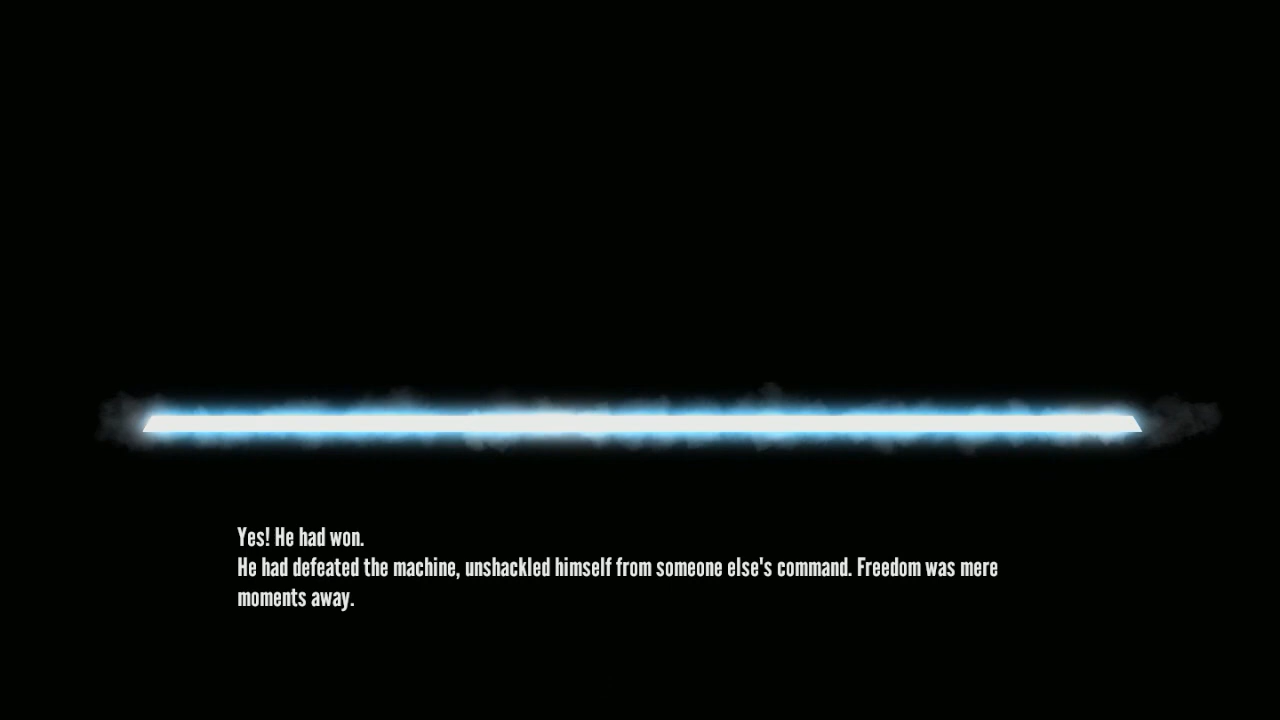 Yes! He had won.
He had defeated the machine, unshackled himself from someone else's command. Freedom was mere
moments away.